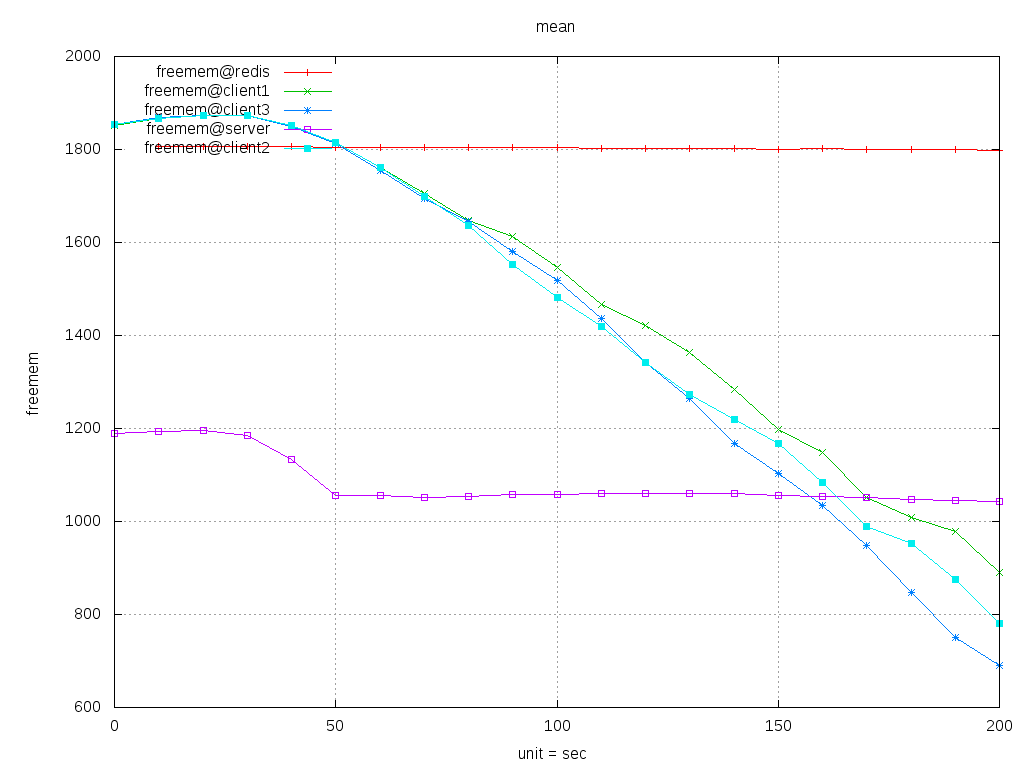 mean
2000
1800
1600
1400
1200
1000
800
600
freemem
freemem@redis
freemem@client1
freemem@client3
freemem@server
freemem@client2
0
50
100
150
200
unit = sec